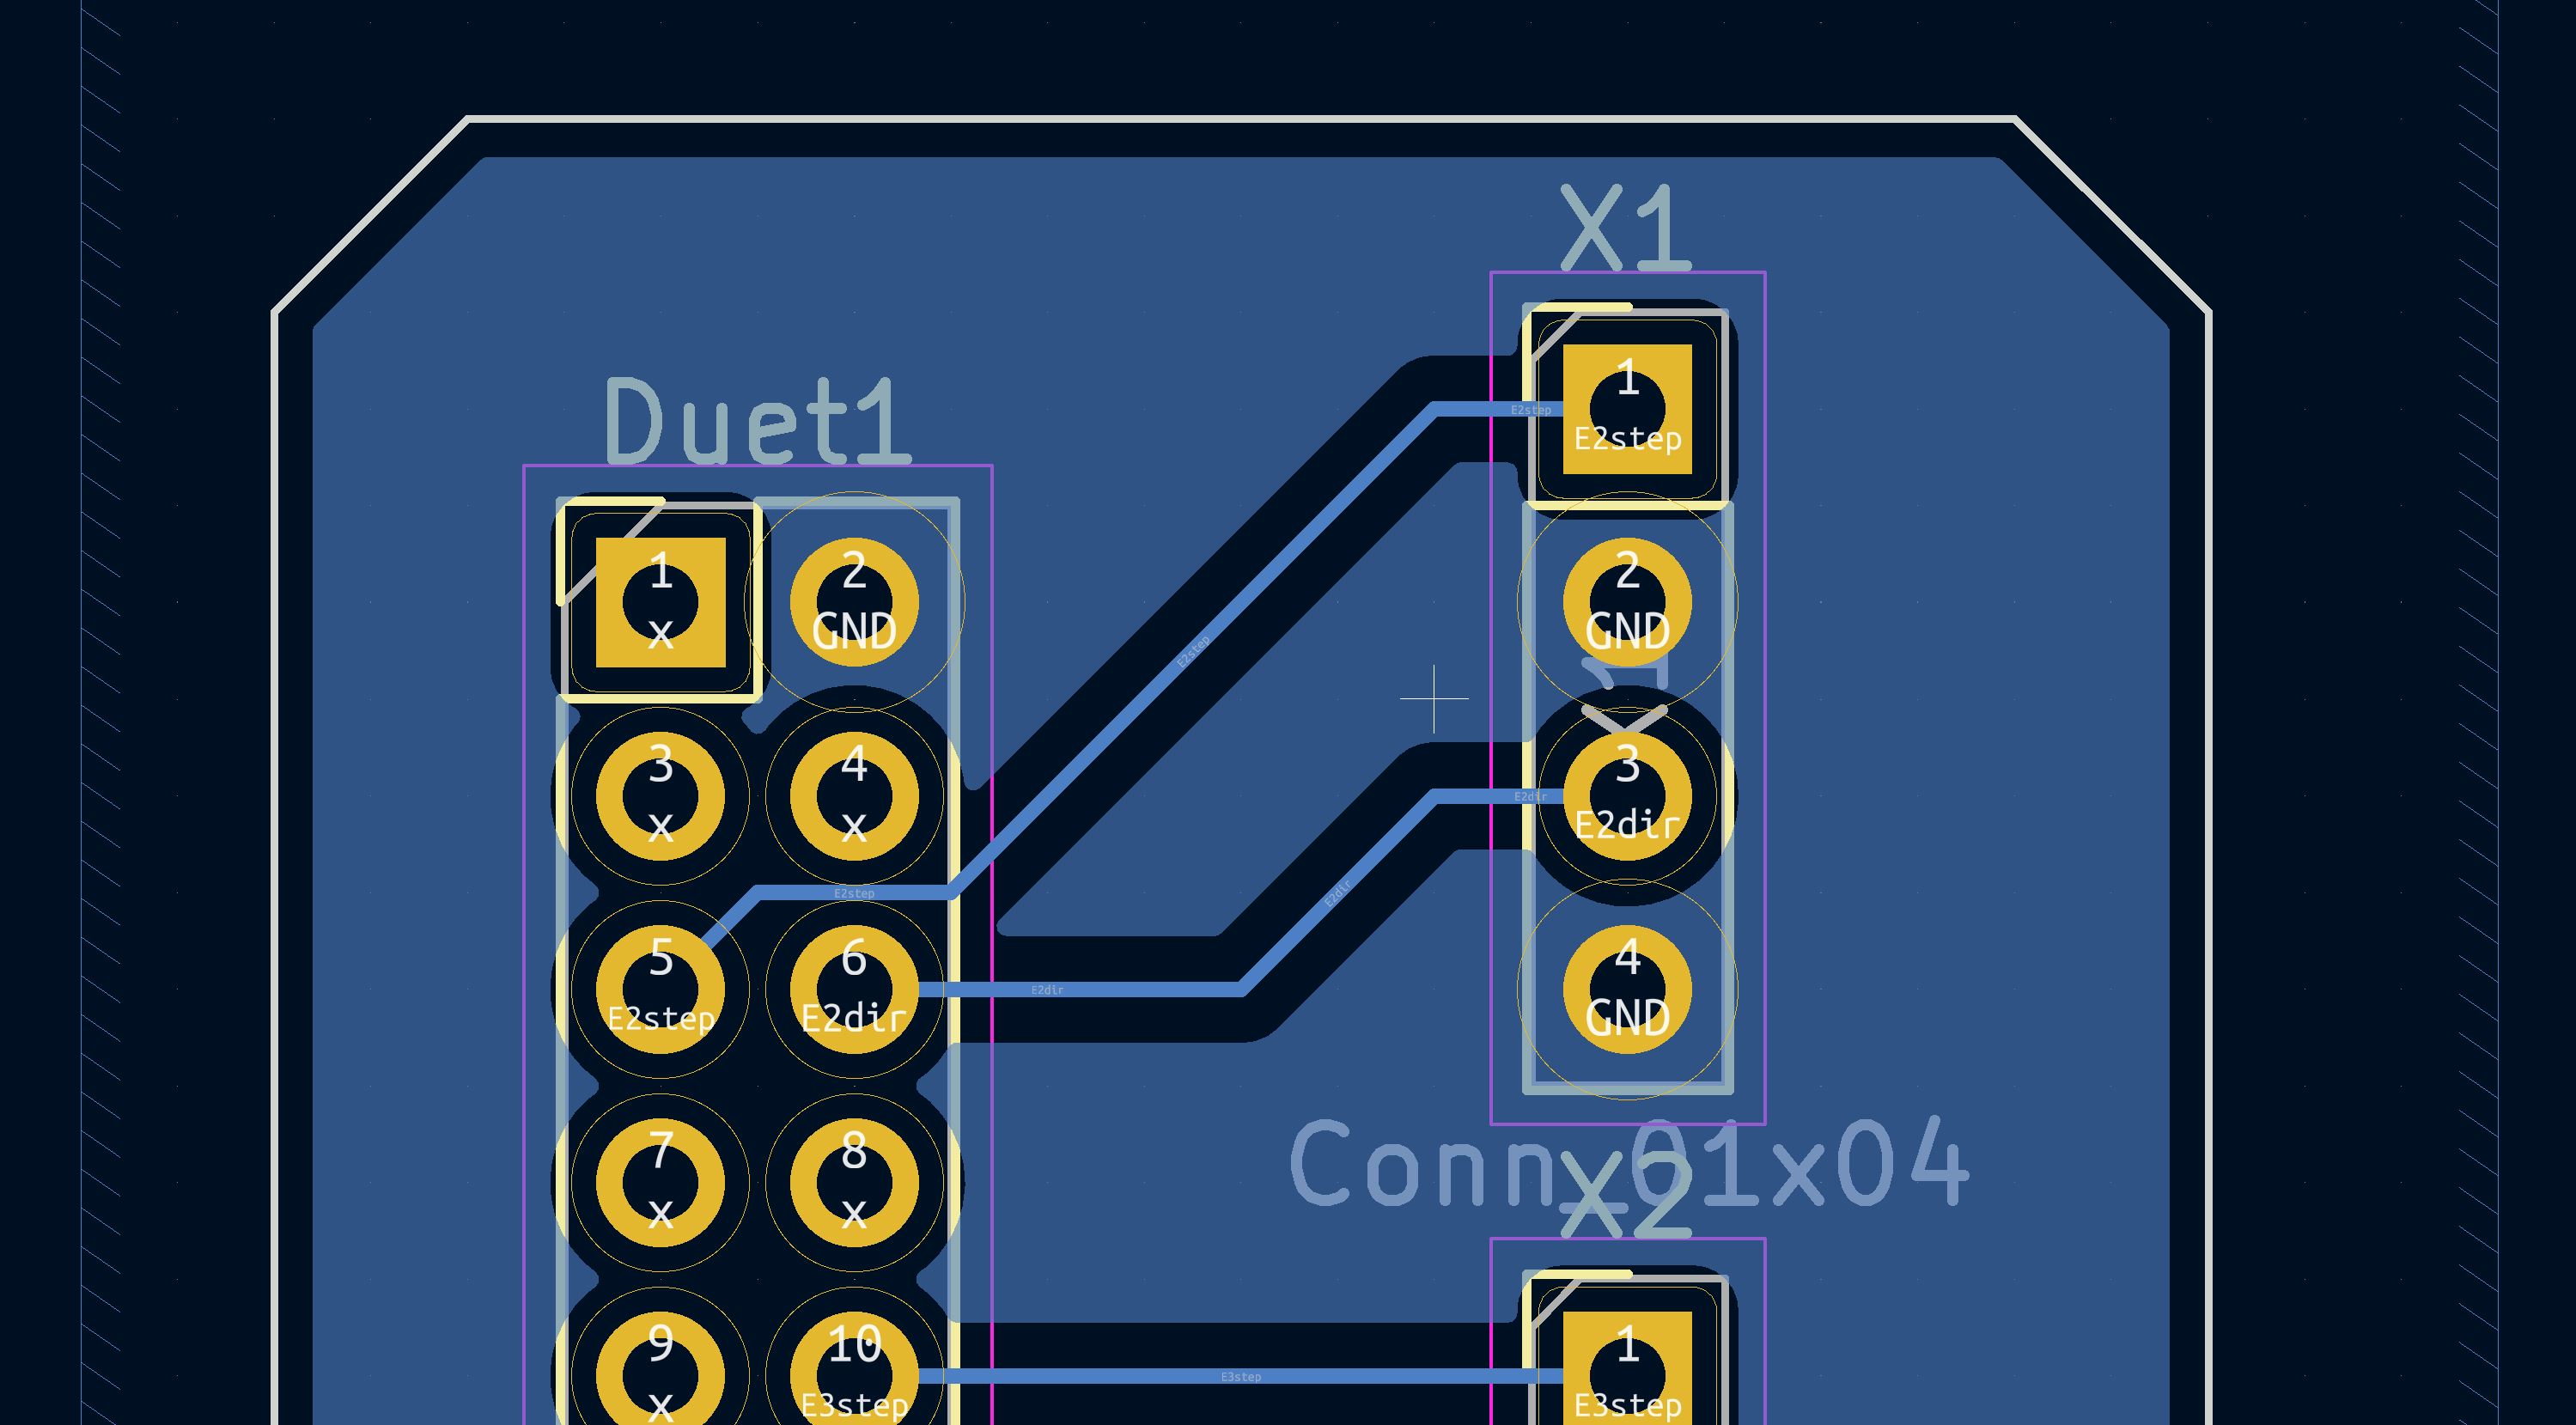 X1
Duet1
1
E2step
E2step
1
x
2
GND
2
GND
E2step
3
x
4
x
E2dir
3
E2dir
E2step
E2dir
5
E2step
6
E2dir
E2dir
4
GND
7
x
8
x
Conn_01x04
X2
9
x
10
E3step
E3step
1
E3step